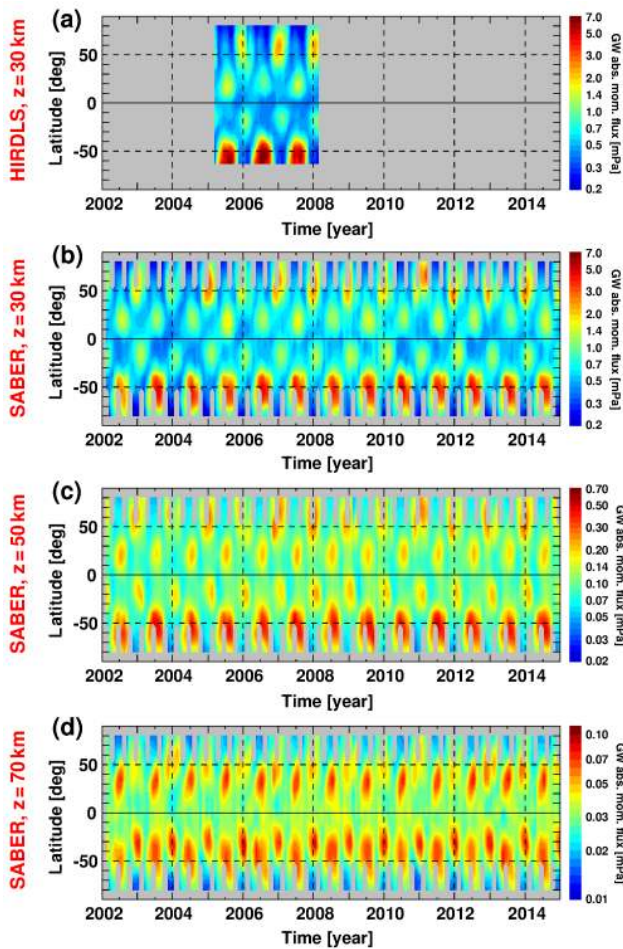 (a)
HIRDLS, z = 30 km
Latitude [deg]
50
0
-50
2002 2004 2006 2008 2010 2012 2014
Time [year]
7.0
5.0
3.0
2.0
1.4
1.0
0.7
0.5
0.3
0.2
GW abs. mom. flux [mPa]
(b)
SABER, z = 30 km
Latitude [deg]
50
0
-50
2002 2004 2006 2008 2010 2012 2014
Time [year]
7.0
5.0
3.0
2.0
1.4
1.0
0.7
0.5
0.3
0.2
GW abs. mom. flux [mPa]
(c)
SABER, z = 50 km
Latitude [deg]
50
0
-50
2002 2004 2006 2008 2010 2012 2014
Time [year]
0.70
0.50
0.30
0.20
0.14
0.10
0.07
0.05
0.03
0.02
GW abs. mom. flux [mPa]
(d)
SABER, z = 70 km
Latitude [deg]
50
0
-50
2002 2004 2006 2008 2010 2012 2014
Time [year]
0.10
0.07
0.05
0.03
0.02
0.01
GW abs. mom. flux [mPa]